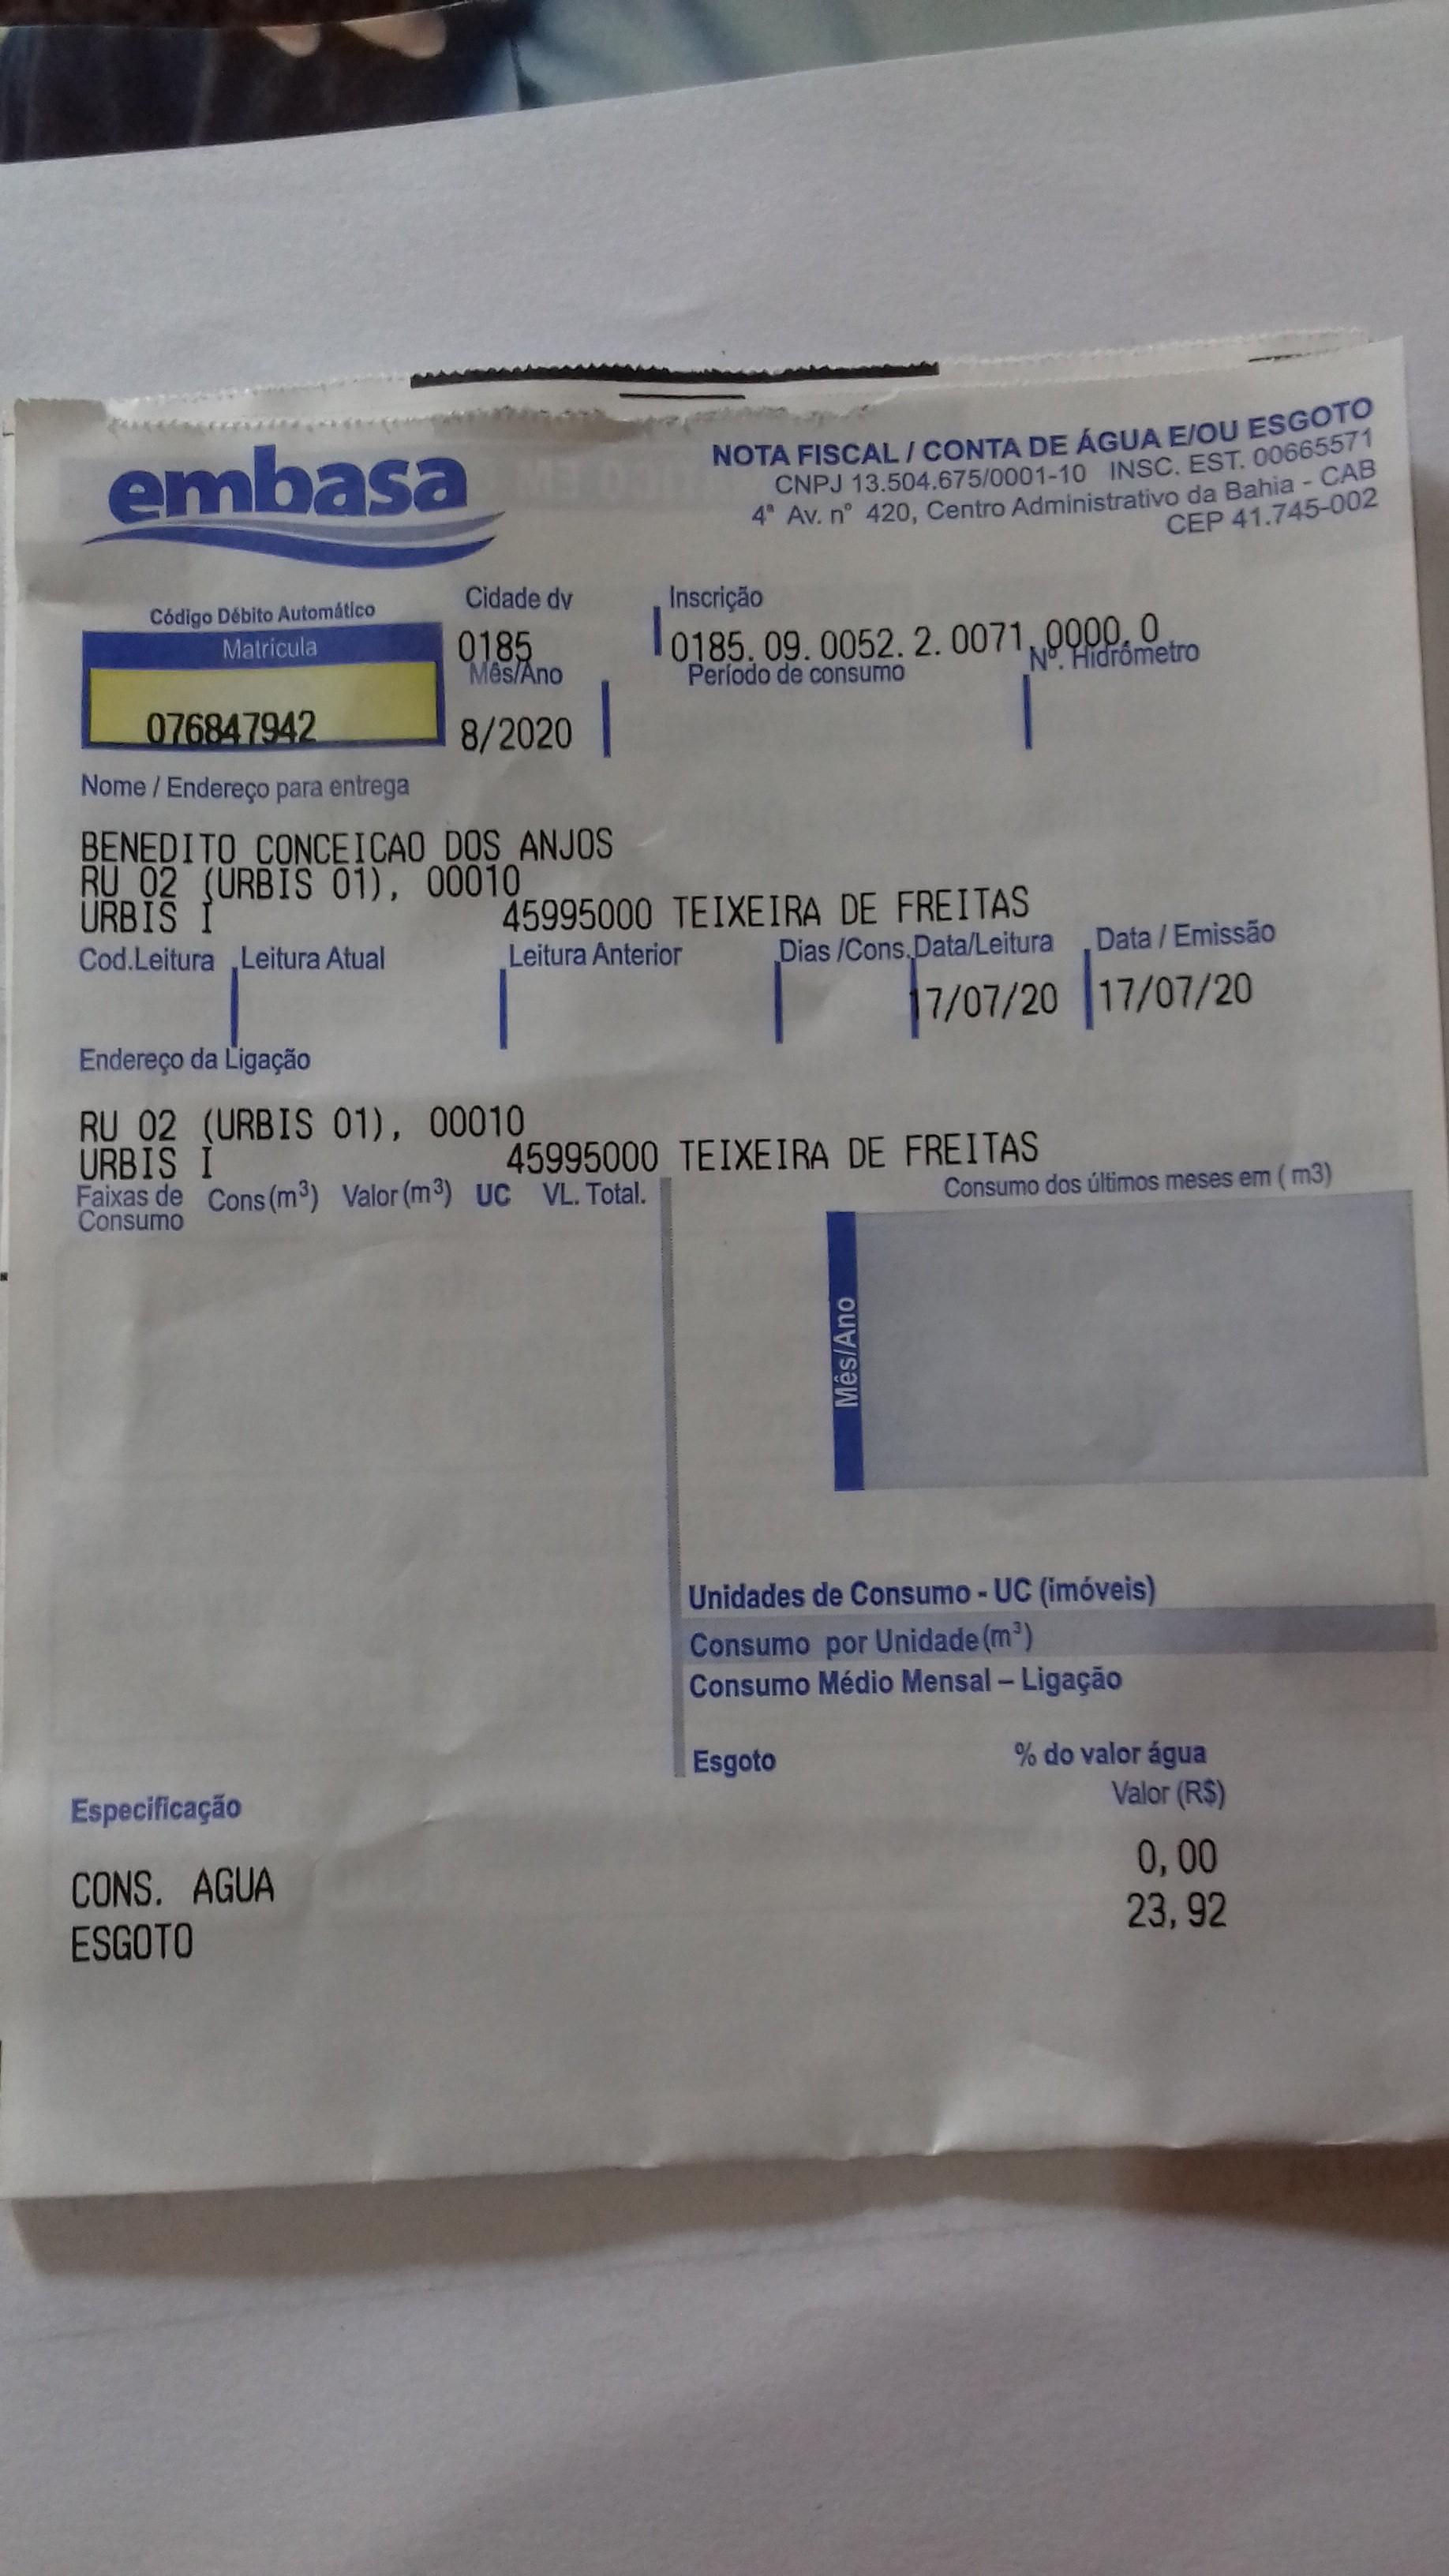 embasa
NOTA FISCAL / CONTA DE ÁGUA E/OU ESGOTO
CNPJ 13.504.675/0001-10 INSC. EST. 00665571
4ª Av. nº 420, Centro Administrativo da Bahia - CAB
CEP 41.745-002
Código Débito Automático
Matrícula
076847942
Cidade dv
0185
Inscrição
0185.09.0052.2.0071.0000.0
Mês/Ano
8/2020
Período de consumo
Nº. Hidrômetro
Nome / Endereço para entrega
BENEDITO CONCEICAO DOS ANJOS
RU 02 (URBIS 01), 00010
URBIS I 45995000 TEIXEIRA DE FREITAS
Cod.Leitura Leitura Atual Leitura Anterior Dias /Cons. Data/Leitura Data / Emissão
17/07/20 17/07/20
Endereço da Ligação
RU 02 (URBIS 01), 00010
URBIS I 45995000 TEIXEIRA DE FREITAS
Faixas de Consumo Cons(m³) Valor(m³) UC VL. Total.
Consumo dos últimos meses em ( m3)
Mês/Ano
Unidades de Consumo - UC (imóveis)
Consumo por Unidade(m³)
Consumo Médio Mensal – Ligação
Esgoto % do valor água
Especificação Valor (R$)
CONS. AGUA 0,00
ESGOTO 23,92